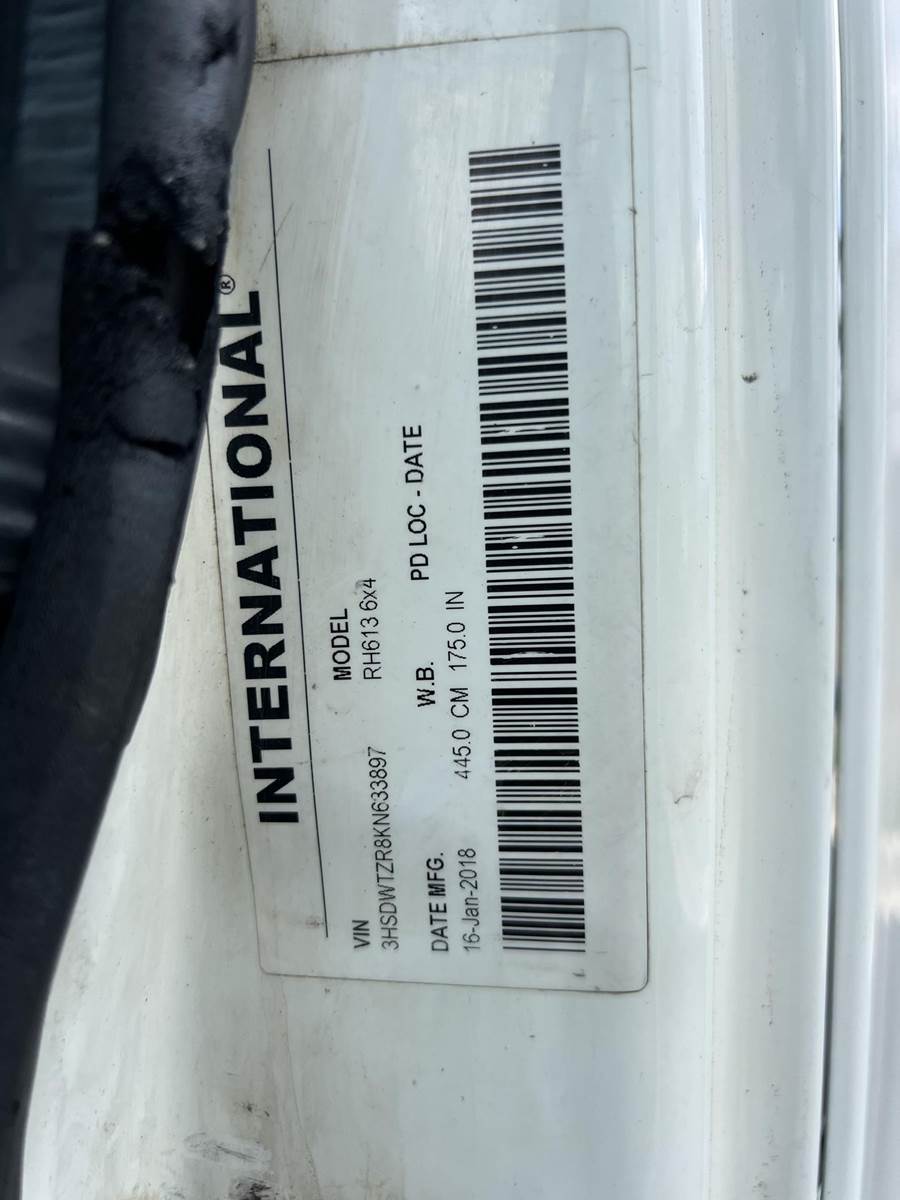 INTERNATIONAL®
VIN MODEL
3HSDWTZR8KN633897 RH613 6x4
DATE MFG. W.B. PD LOC - DATE
16-Jan-2018 445.0 CM 175.0 IN